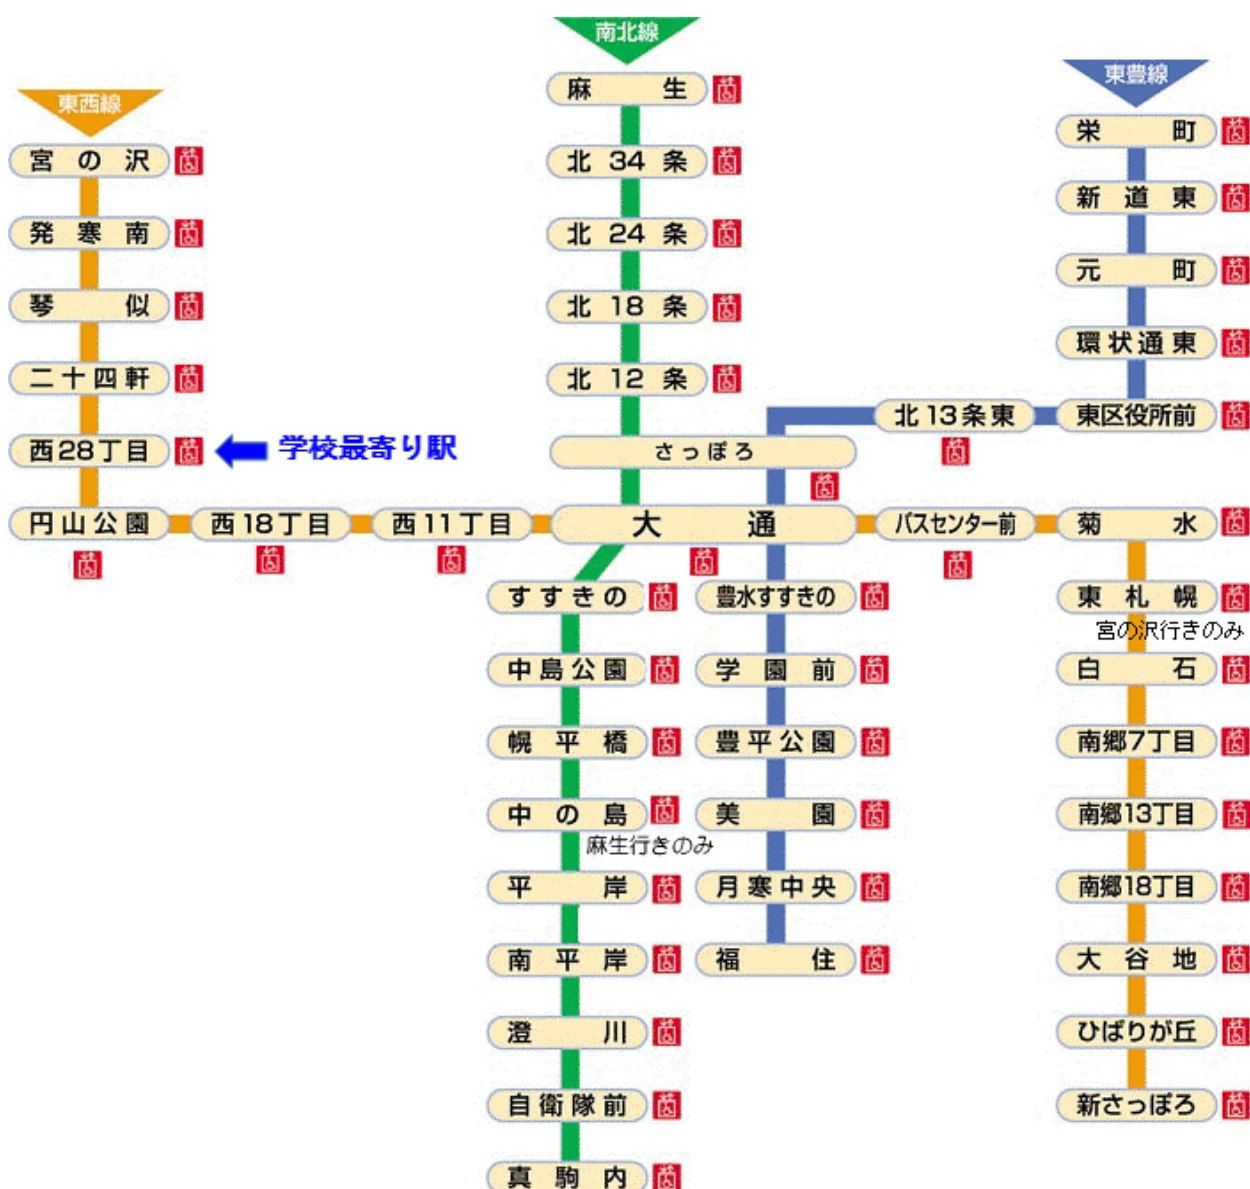 南北線
東豊線
東西線
麻生
北34条
北24条
北18条
北12条
さっぽろ
大通
すすきの
中島公園
幌平橋
中の島
麻生行きのみ
平岸
南平岸
澄川
自衛隊前
真駒内
宮の沢
発寒南
琴似
二十四軒
西28丁目
学校最寄り駅
円山公園
西18丁目
西11丁目
バスセンター前
菊水
東札幌
宮の沢行きのみ
白石
南郷7丁目
南郷13丁目
南郷18丁目
大谷地
ひばりが丘
新さっぽろ
栄町
新道東
元町
環状通東
東区役所前
北13条東
豊水すすきの
学園前
豊平公園
美園
月寒中央
福住